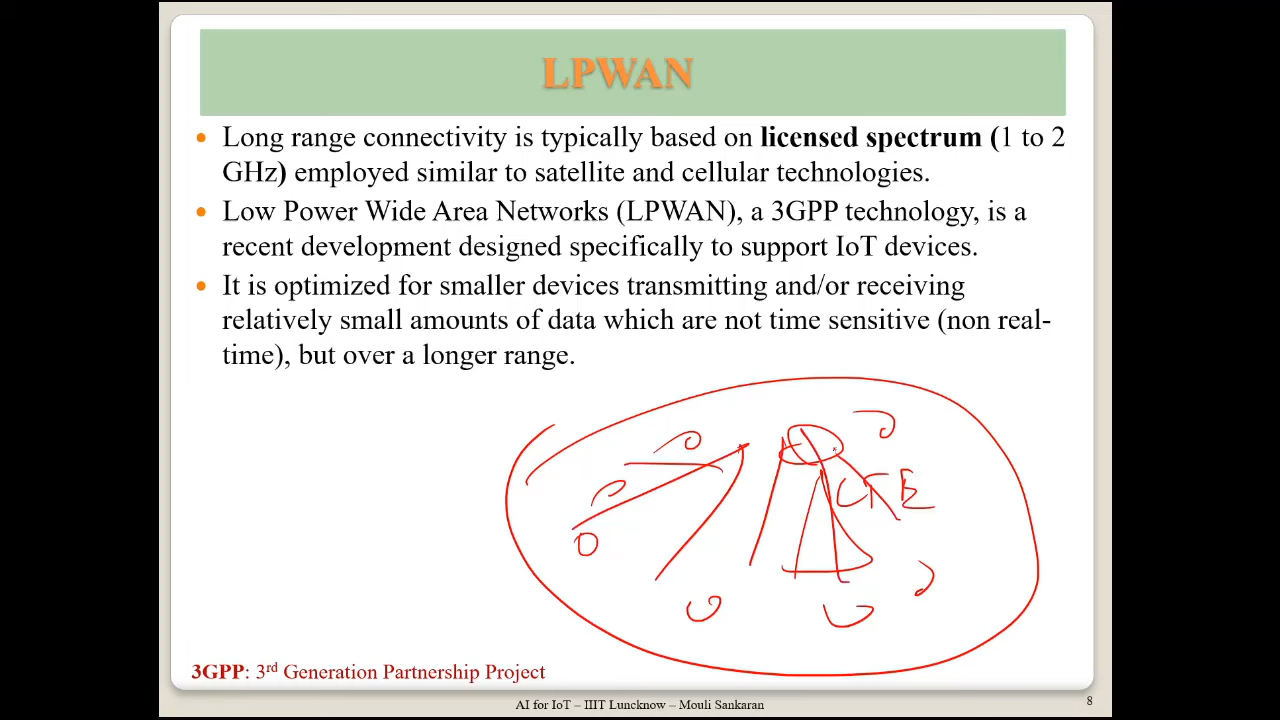 LPWAN
Long range connectivity is typically based on licensed spectrum (1 to 2
GHz) employed similar to satellite and cellular technologies.
Low Power Wide Area Networks (LPWAN), a 3GPP technology, is a
recent development designed specifically to support IoT devices.
It is optimized for smaller devices transmitting and/or receiving
relatively small amounts of data which are not time sensitive (non real-
time), but over a longer range.
3GPP: 3rd Generation Partnership Project
AI for IoT – IIIT Luncknow – Mouli Sankaran
8